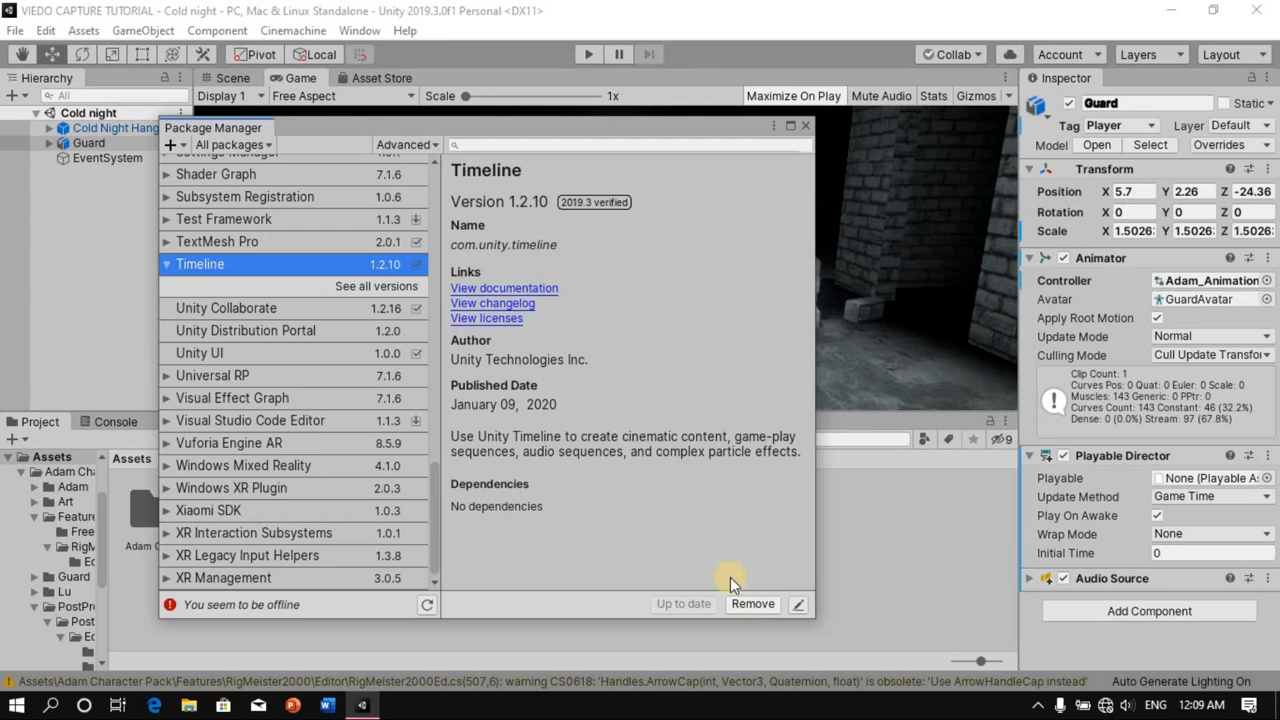 VIEDO CAPTURE TUTORIAL - Cold night - PC, Mac & Linux Standalone - Unity 2019.3.0f1 Personal <DX11>
File Edit Assets GameObject Component Cinemachine Window Help
Pivot Local Collab Account Layers Layout
Hierarchy Scene Game Asset Store Inspector
All Display 1 Free Aspect Scale 1x Maximize On Play Mute Audio Stats Gizmos
Guard Static
Cold night
Cold Night Hang
Guard
EventSystem
Tag Player Layer Default
Model Open Select Overrides
Transform
Position X 5.7 Y 2.26 Z -24.36
Rotation X 0 Y 0 Z 0
Scale X 1.5026 Y 1.5026 Z 1.5026
Animator
Controller Adam_Animation
Avatar GuardAvatar
Apply Root Motion
Update Mode Normal
Culling Mode Cull Update Transfo
Clip Count: 1
Curves Pos: 0 Quat: 0 Euler: 0 Scale: 0
Muscles: 143 Generic: 0 PPtr: 0
Curves Count: 143 Constant: 46 (32.2%)
Dense: 0 (0.0%) Stream: 97 (67.8%)
Playable Director
Playable None (Playable As
Update Method Game Time
Play On Awake
Wrap Mode None
Initial Time 0
Audio Source
Add Component
Package Manager
All packages Advanced
Shader Graph 7.1.6
Subsystem Registration 1.0.6
Test Framework 1.1.3
TextMesh Pro 2.0.1
Timeline 1.2.10
See all versions
Unity Collaborate 1.2.16
Unity Distribution Portal 1.2.0
Unity UI 1.0.0
Universal RP 7.1.6
Visual Effect Graph 7.1.6
Visual Studio Code Editor 1.1.3
Vuforia Engine AR 8.5.9
Windows Mixed Reality 4.1.0
Windows XR Plugin 2.0.3
Xiaomi SDK 1.0.3
XR Interaction Subsystems 1.0.1
XR Legacy Input Helpers 1.3.8
XR Management 3.0.5
You seem to be offline
Timeline
Version 1.2.10 2019.3 verified
Name
com.unity.timeline
Links
View documentation
View changelog
View licenses
Author
Unity Technologies Inc.
Published Date
January 09, 2020
Use Unity Timeline to create cinematic content, game-play
sequences, audio sequences, and complex particle effects.
Dependencies
No dependencies
Up to date Remove
Project Console
9
Assets
Adam Cha
Adam
Art
Feature
Free
RigM
Ed
Guard
Lu
PostPro
Post
Ec
Assets
Adam C
Assets\Adam Character Pack\Features\RigMeister2000\Editor\RigMeister2000Ed.cs(507,6): warning CS0618: 'Handles.ArrowCap(int, Vector3, Quaternion, float)' is obsolete: 'Use ArrowHandleCap instead' Auto Generate Lighting On
ENG 12:09 AM